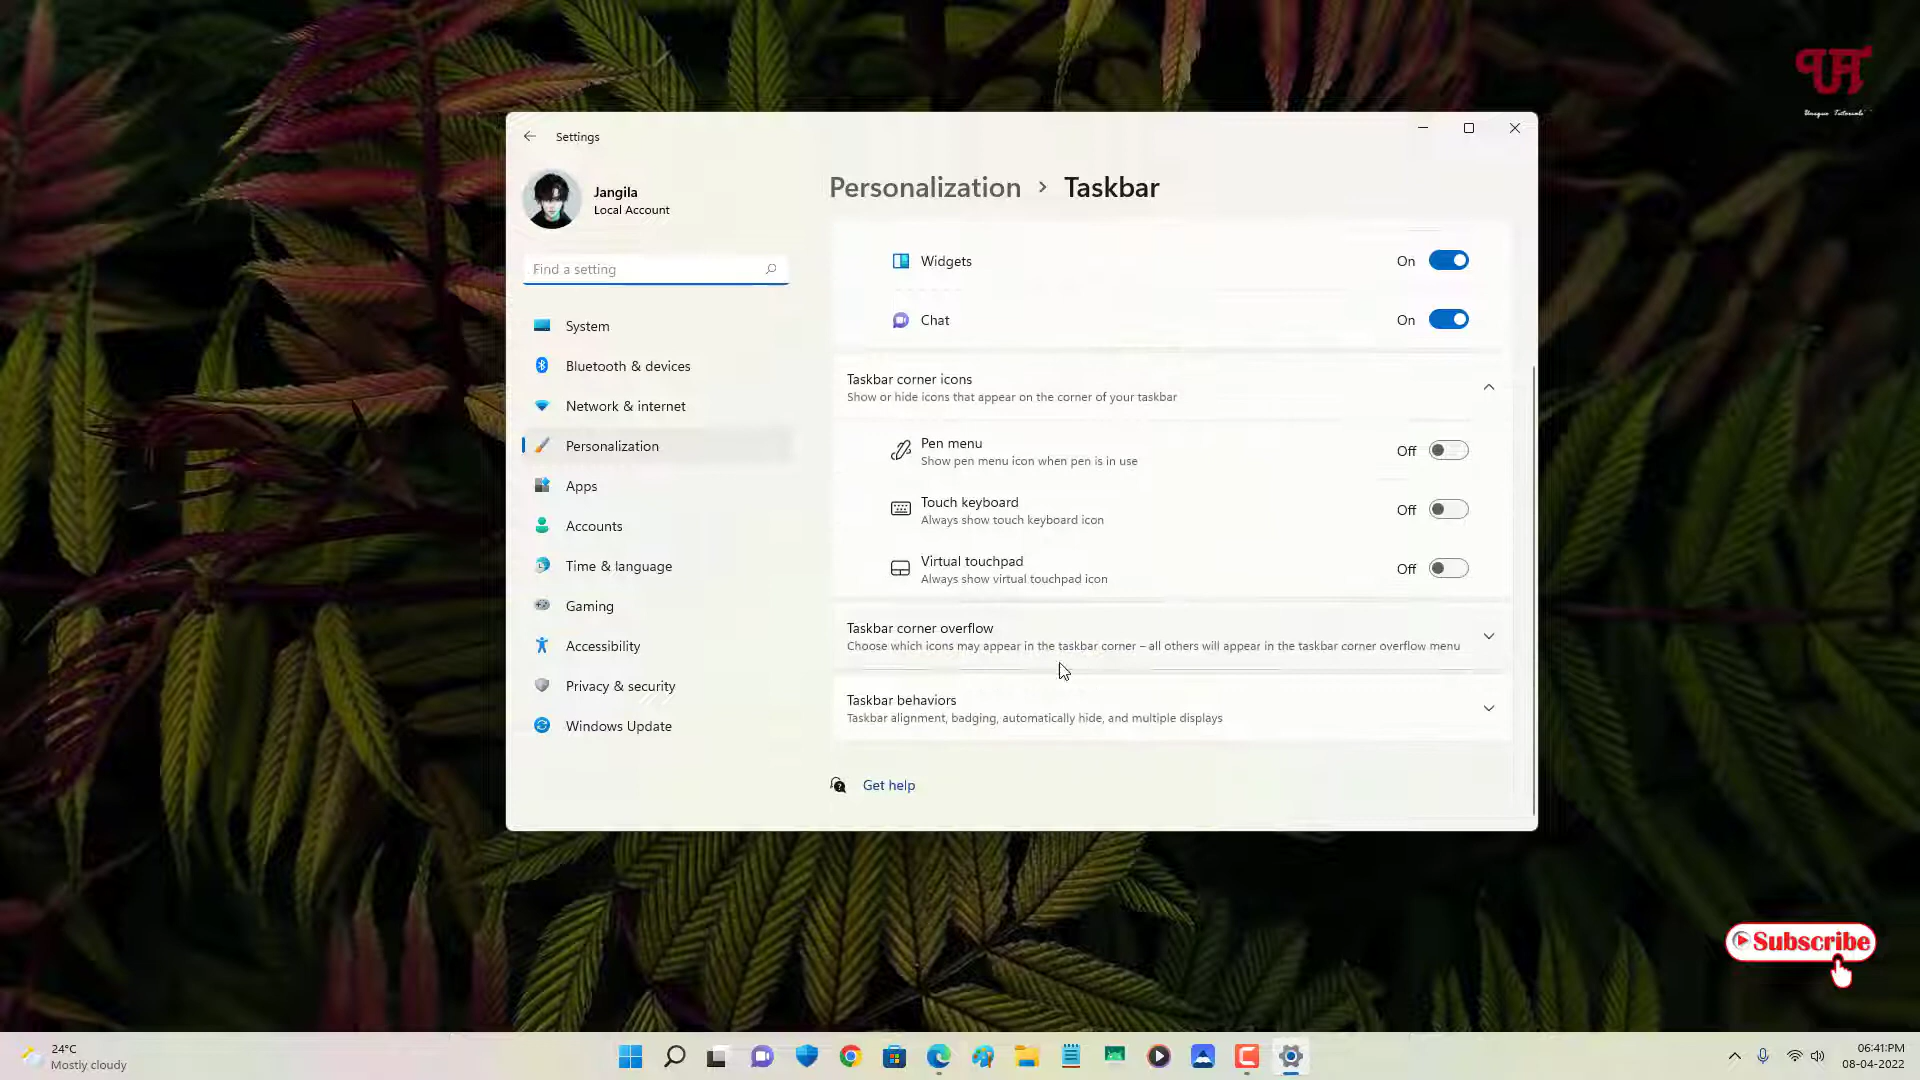 Settings
Jangila
Local Account
Find a setting
System
Bluetooth & devices
Network & internet
Personalization
Apps
Accounts
Time & language
Gaming
Accessibility
Privacy & security
Windows Update
Personalization > Taskbar
Widgets On
Chat On
Taskbar corner icons
Show or hide icons that appear on the corner of your taskbar
Pen menu
Show pen menu icon when pen is in use
Off
Touch keyboard
Always show touch keyboard icon
Off
Virtual touchpad
Always show virtual touchpad icon
Off
Taskbar corner overflow
Choose which icons may appear in the taskbar corner – all others will appear in the taskbar corner overflow menu
Taskbar behaviors
Taskbar alignment, badging, automatically hide, and multiple displays
Get help
UT
Unique Tutorials
Subscribe
24°C
Mostly cloudy
06:41:PM
08-04-2022